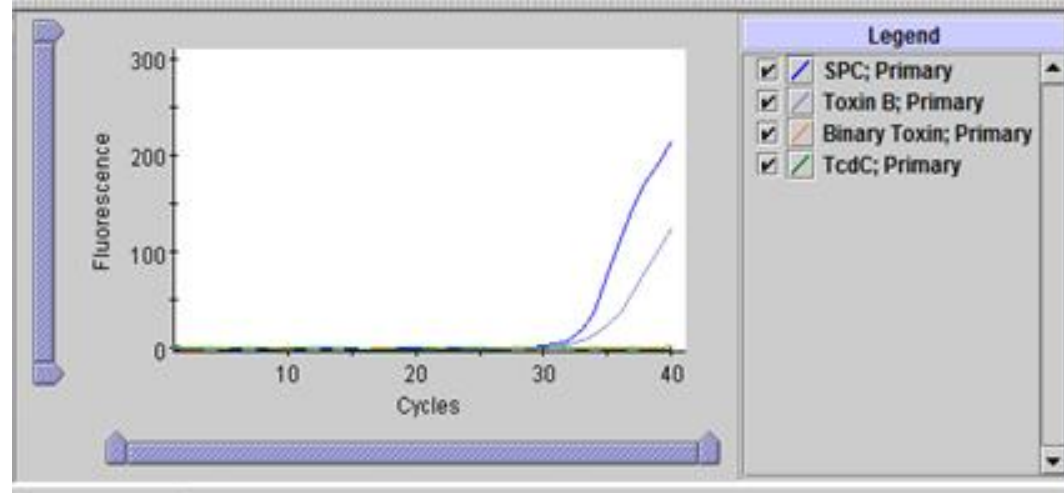 300
200
100
0
10 20 30 40
Fluorescence
Cycles
Legend
SPC; Primary
Toxin B; Primary
Binary Toxin; Primary
TcdC; Primary